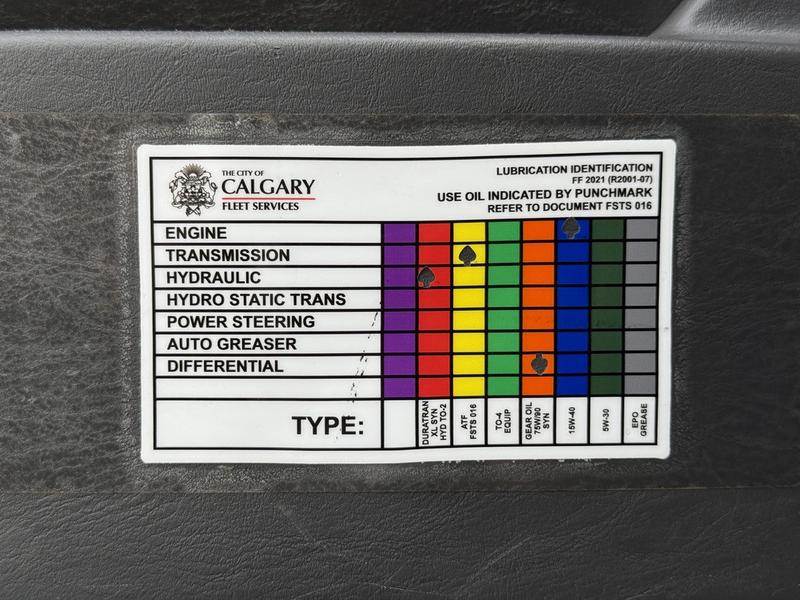 THE CITY OF
CALGARY
FLEET SERVICES
LUBRICATION IDENTIFICATION
FF 2021 (R2001-07)
USE OIL INDICATED BY PUNCHMARK
REFER TO DOCUMENT FSTS 016
ENGINE
TRANSMISSION
HYDRAULIC
HYDRO STATIC TRANS
POWER STEERING
AUTO GREASER
DIFFERENTIAL
TYPE:
DURATRAN
XL SYN
HYD TO-2
ATF
FSTS 016
TO-4
EQUIP
GEAR OIL
75W/90
SYN
15W-40
5W-30
EPO
GREASE